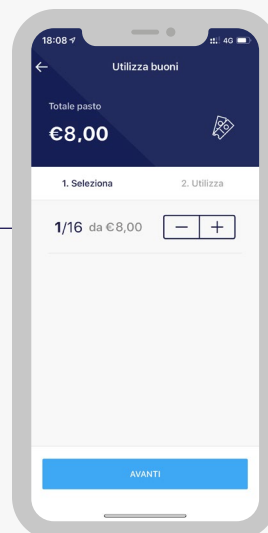 18:08 4G
Utilizza buoni
Totale pasto
€8,00
1. Seleziona 2. Utilizza
1/16 da €8,00 − +
AVANTI